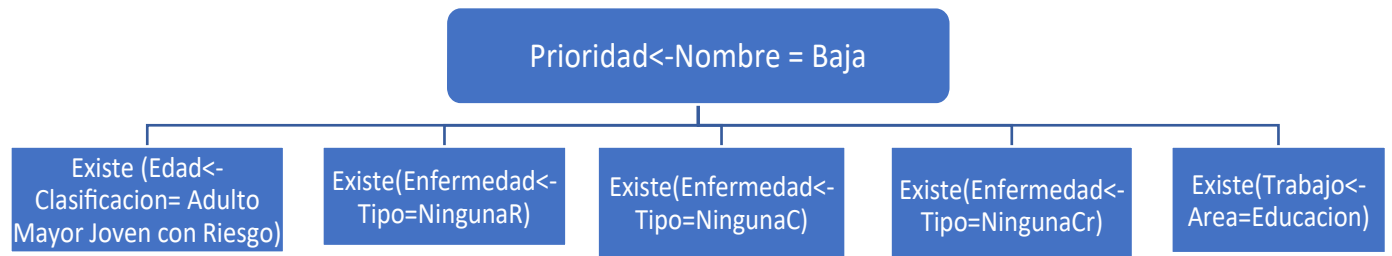 Prioridad<-Nombre = Baja
Existe (Edad<-
Clasificacion= Adulto
Mayor Joven con Riesgo)
Existe(Enfermedad<-
Tipo=NingunaR)
Existe(Enfermedad<-
Tipo=NingunaC)
Existe(Enfermedad<-
Tipo=NingunaCr)
Existe(Trabajo<-
Area=Educacion)